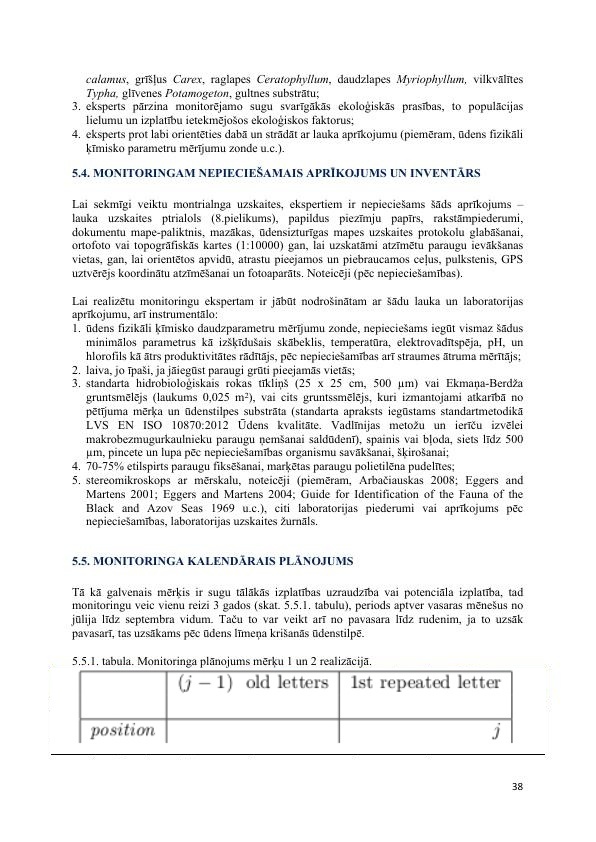 calamus, grīšļus Carex, raglapes Ceratophyllum, daudzlapes Myriophyllum, vilkvālītes
Typha, glīvenes Potamogeton, gultnes substrātu;
3. eksperts pārzina monitorējamo sugu svarīgākās ekoloģiskās prasības, to populācijas
lielumu un izplatību ietekmējošos ekoloģiskos faktorus;
4. eksperts prot labi orientēties dabā un strādāt ar lauka aprīkojumu (piemēram, ūdens fizikāli
ķīmisko parametru mērījumu zonde u.c.).
5.4. MONITORINGAM NEPIECIEŠAMAIS APRĪKOJUMS UN INVENTĀRS
Lai sekmīgi veiktu montrialnga uzskaites, ekspertiem ir nepieciešams šāds aprīkojums –
lauka uzskaites ptrialols (8.pielikums), papildus piezīmju papīrs, rakstāmpiederumi,
dokumentu mape-paliktnis, mazākas, ūdensizturīgas mapes uzskaites protokolu glabāšanai,
ortofoto vai topogrāfiskās kartes (1:10000) gan, lai uzskatāmi atzīmētu paraugu ievākšanas
vietas, gan, lai orientētos apvidū, atrastu pieejamos un piebraucamos ceļus, pulkstenis, GPS
uztvērējs koordinātu atzīmēšanai un fotoaparāts. Noteicēji (pēc nepieciešamības).
Lai realizētu monitoringu ekspertam ir jābūt nodrošinātam ar šādu lauka un laboratorijas
aprīkojumu, arī instrumentālo:
1. ūdens fizikāli ķīmisko daudzparametru mērījumu zonde, nepieciešams iegūt vismaz šādus
minimālos parametrus kā izšķīdušais skābeklis, temperatūra, elektrovadītspēja, pH, un
hlorofils kā ātrs produktivitātes rādītājs, pēc nepieciešamības arī straumes ātruma mērītājs;
2. laiva, jo īpaši, ja jāiegūst paraugi grūti pieejamās vietās;
3. standarta hidrobioloģiskais rokas tīkliņš (25 x 25 cm, 500 µm) vai Ekmaņa-Berdža
gruntsmēlējs (laukums 0,025 m²), vai cits gruntssmēlējs, kuri izmantojami atkarībā no
pētījuma mērķa un ūdenstilpes substrāta (standarta apraksts iegūstams standartmetodikā
LVS EN ISO 10870:2012 Ūdens kvalitāte. Vadlīnijas metožu un ierīču izvēlei
makrobezmugurkaulnieku paraugu ņemšanai saldūdenī), spainis vai bļoda, siets līdz 500
µm, pincete un lupa pēc nepieciešamības organismu savākšanai, šķirošanai;
4. 70-75% etilspirts paraugu fiksēšanai, marķētas paraugu polietilēna pudelītes;
5. stereomikroskops ar mērskalu, noteicēji (piemēram, Arbačiauskas 2008; Eggers and
Martens 2001; Eggers and Martens 2004; Guide for Identification of the Fauna of the
Black and Azov Seas 1969 u.c.), citi laboratorijas piederumi vai aprīkojums pēc
nepieciešamības, laboratorijas uzskaites žurnāls.
5.5. MONITORINGA KALENDĀRAIS PLĀNOJUMS
Tā kā galvenais mērķis ir sugu tālākās izplatības uzraudzība vai potenciāla izplatība, tad
monitoringu veic vienu reizi 3 gados (skat. 5.5.1. tabulu), periods aptver vasaras mēnešus no
jūlija līdz septembra vidum. Taču to var veikt arī no pavasara līdz rudenim, ja to uzsāk
pavasarī, tas uzsākams pēc ūdens līmeņa krišanās ūdenstilpē.
5.5.1. tabula. Monitoringa plānojums mērķu 1 un 2 realizācijā.
(j − 1) old letters 1st repeated letter
position j
38